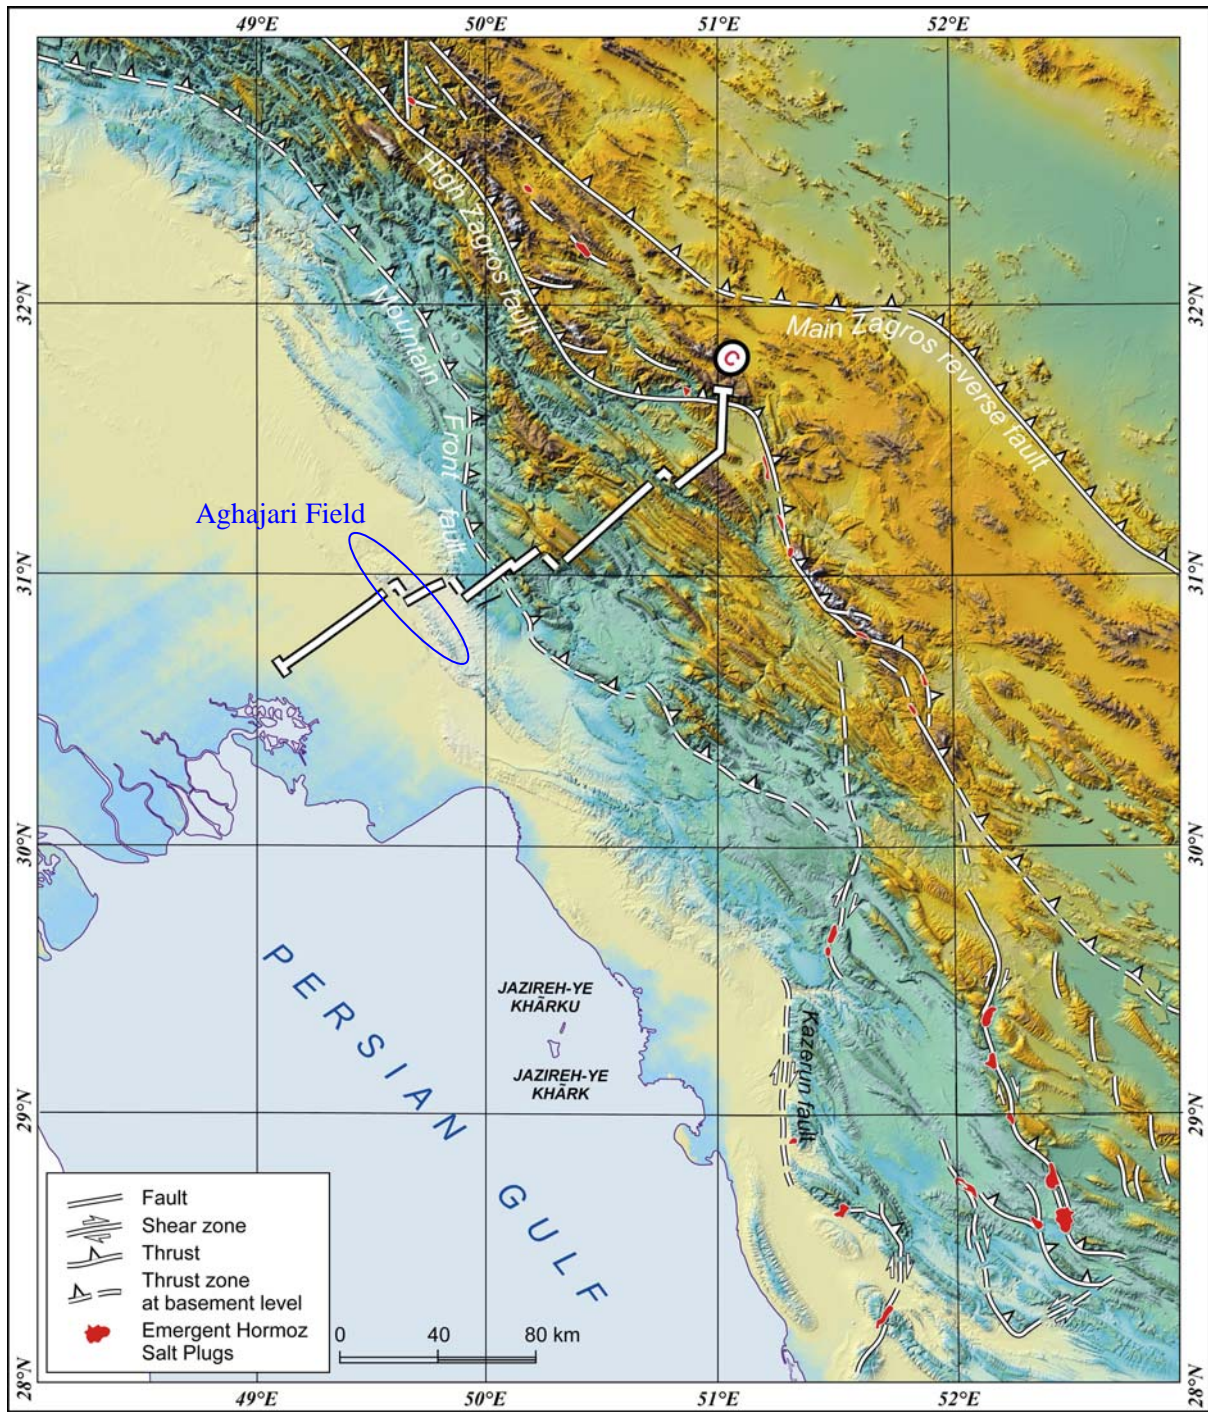 49°E 50°E 51°E 52°E
High Zagros fault
32°N 32°N
Mountain Front fault
Main Zagros reverse fault
C
Aghajari Field
31°N 31°N
30°N 30°N
PERSIAN GULF
JAZIREH-YE
KHĀRKU
JAZIREH-YE
KHĀRK
Kazerun fault
29°N 29°N
Fault
Shear zone
Thrust
Thrust zone
at basement level
Emergent Hormoz
Salt Plugs
0 40 80 km
28°N 28°N
49°E 50°E 51°E 52°E